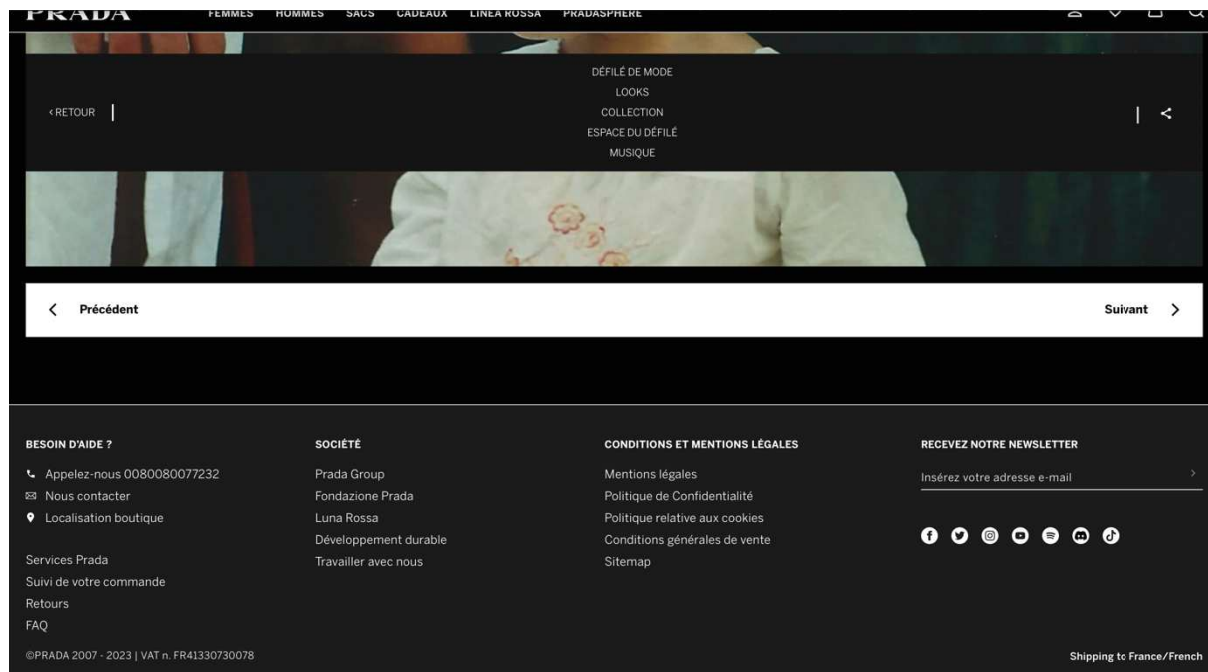 PRADA FEMMES HOMMES SACS CADEAUX LINEA ROSSA PRADASPHERE
DÉFILÉ DE MODE
LOOKS
‹ RETOUR
COLLECTION
ESPACE DU DÉFILÉ
MUSIQUE
Précédent
Suivant
BESOIN D'AIDE ?
Appelez-nous 0080080077232
Nous contacter
Localisation boutique
Services Prada
Suivi de votre commande
Retours
FAQ
SOCIÉTÉ
Prada Group
Fondazione Prada
Luna Rossa
Développement durable
Travailler avec nous
CONDITIONS ET MENTIONS LÉGALES
Mentions légales
Politique de Confidentialité
Politique relative aux cookies
Conditions générales de vente
Sitemap
RECEVEZ NOTRE NEWSLETTER
Insérez votre adresse e-mail
©PRADA 2007 - 2023 | VAT n. FR41330730078
Shipping to France/French